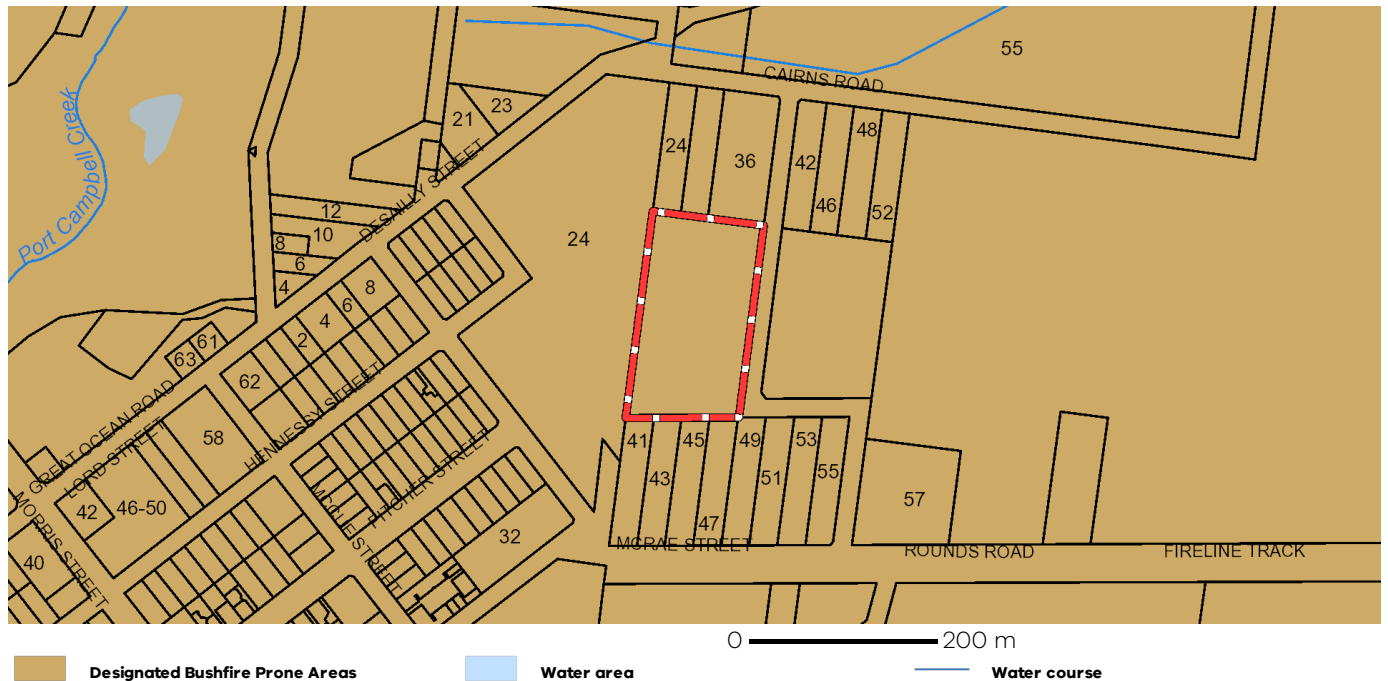 55
CAIRNS ROAD
Port Campbell Creek
21
23
48
24
36
42
46
52
DESAILLY STREET
12
10
8
6
4
24
8
6
4
2
61
63
62
GREAT OCEAN ROAD
LORD STREET
58
HENNESSY STREET
41
45
49
53
43
51
55
47
57
PITCHER STREET
MCCUE STREET
42
46-50
MORRIS STREET
40
32
MCRAE STREET
ROUNDS ROAD
FIRELINE TRACK
0 200 m
Designated Bushfire Prone Areas
Water area
Water course